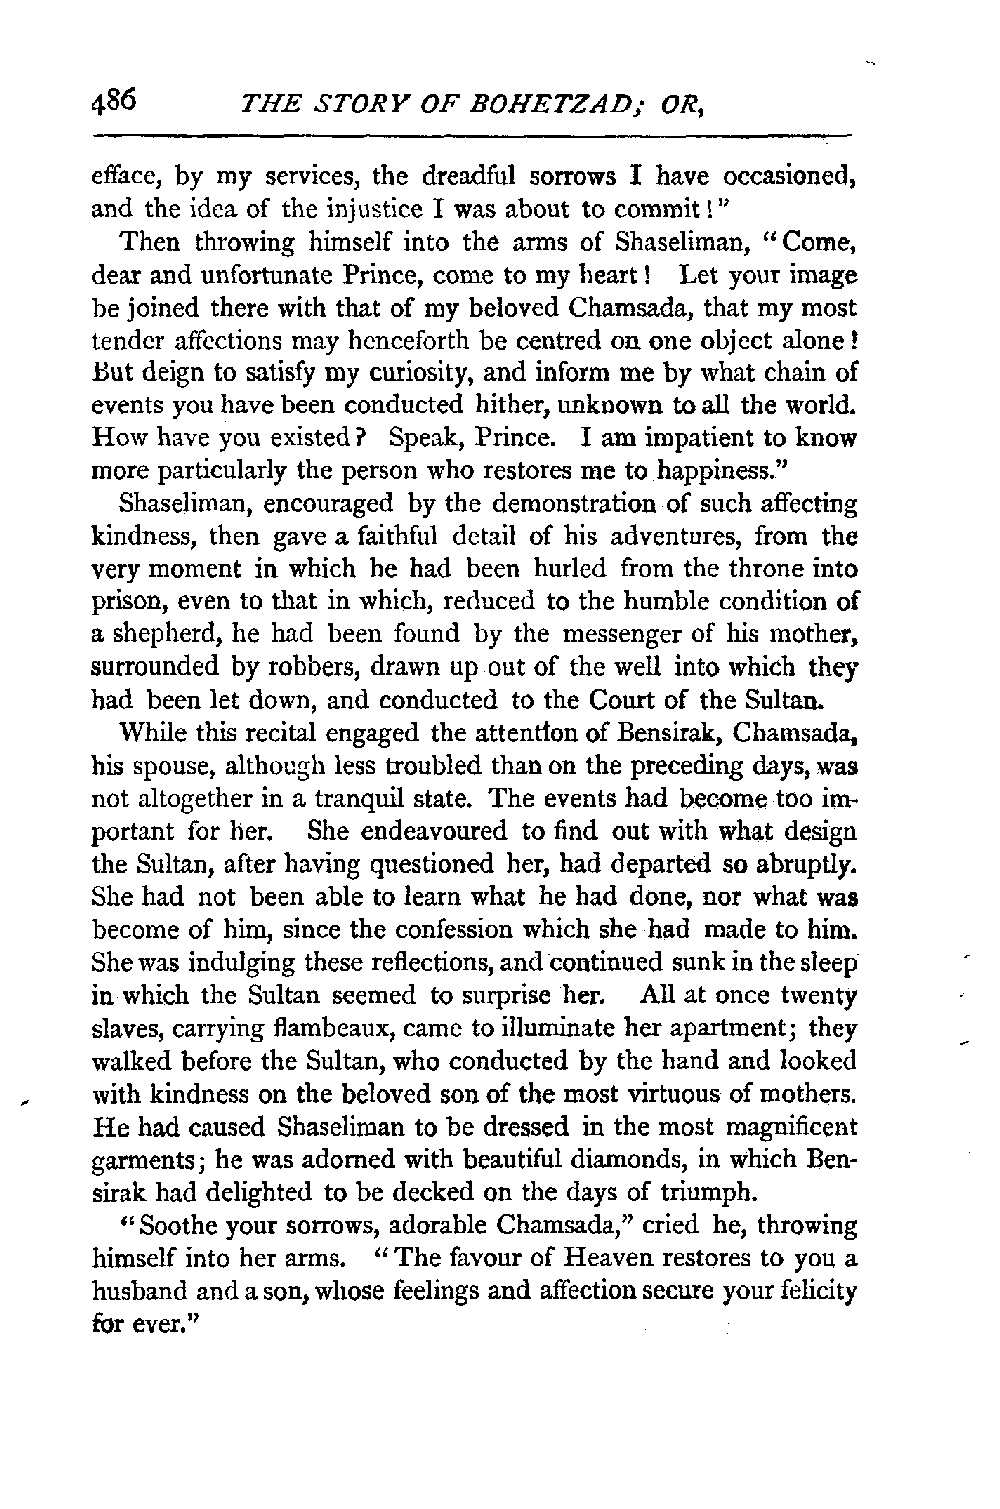 486 THE STORY OF BOHETZAD; OR,
efface, by my services, the dreadful sorrows I have occasioned,
and the idea of the injustice I was about to commit!"
Then throwing himself into the arms of Shaseliman, "Come,
dear and unfortunate Prince, come to my heart! Let your image
be joined there with that of my beloved Chamsada, that my most
tender affections may henceforth be centred on one object alone!
But deign to satisfy my curiosity, and inform me by what chain of
events you have been conducted hither, unknown to all the world.
How have you existed? Speak, Prince. I am impatient to know
more particularly the person who restores me to happiness."
Shaseliman, encouraged by the demonstration of such affecting
kindness, then gave a faithful detail of his adventures, from the
very moment in which he had been hurled from the throne into
prison, even to that in which, reduced to the humble condition of
a shepherd, he had been found by the messenger of his mother,
surrounded by robbers, drawn up out of the well into which they
had been let down, and conducted to the Court of the Sultan.
While this recital engaged the attention of Bensirak, Chamsada,
his spouse, although less troubled than on the preceding days, was
not altogether in a tranquil state. The events had become too im-
portant for her. She endeavoured to find out with what design
the Sultan, after having questioned her, had departed so abruptly.
She had not been able to learn what he had done, nor what was
become of him, since the confession which she had made to him.
She was indulging these reflections, and continued sunk in the sleep
in which the Sultan seemed to surprise her. All at once twenty
slaves, carrying flambeaux, came to illuminate her apartment; they
walked before the Sultan, who conducted by the hand and looked
with kindness on the beloved son of the most virtuous of mothers.
He had caused Shaseliman to be dressed in the most magnificent
garments; he was adorned with beautiful diamonds, in which Ben-
sirak had delighted to be decked on the days of triumph.
"Soothe your sorrows, adorable Chamsada," cried he, throwing
himself into her arms. "The favour of Heaven restores to you a
husband and a son, whose feelings and affection secure your felicity
for ever."